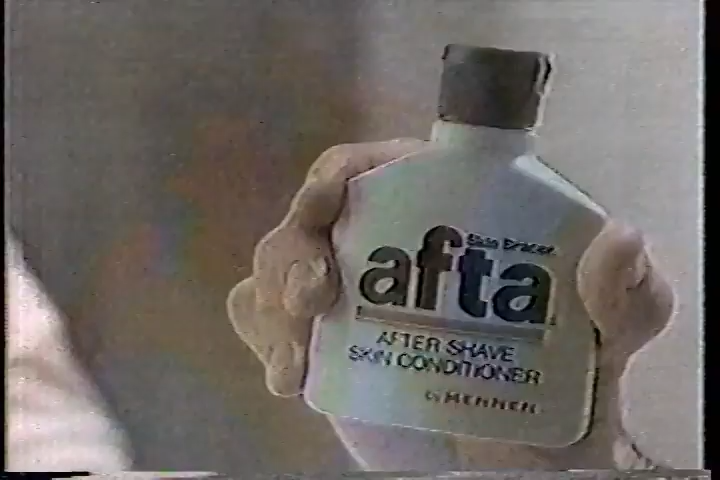 Skin Bracer
afta
AFTER SHAVE
SKIN CONDITIONER
by MENNEN